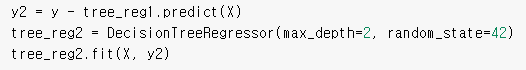 y2 = y - tree_reg1.predict(X)
tree_reg2 = DecisionTreeRegressor(max_depth=2, random_state=42)
tree_reg2.fit(X, y2)